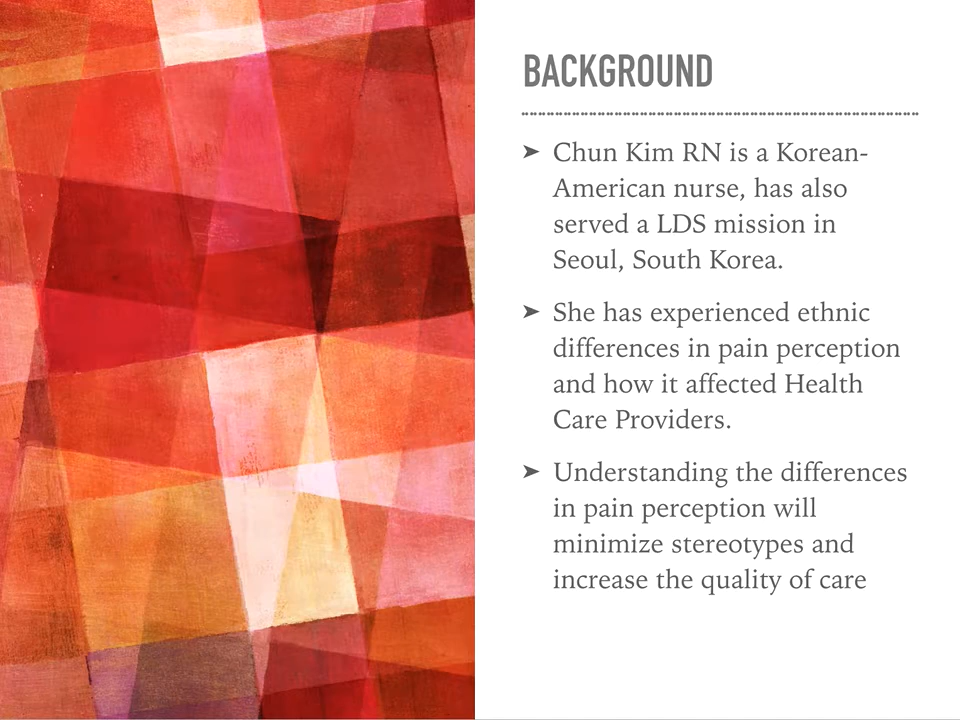 BACKGROUND
➤ Chun Kim RN is a Korean-
American nurse, has also
served a LDS mission in
Seoul, South Korea.
➤ She has experienced ethnic
differences in pain perception
and how it affected Health
Care Providers.
➤ Understanding the differences
in pain perception will
minimize stereotypes and
increase the quality of care